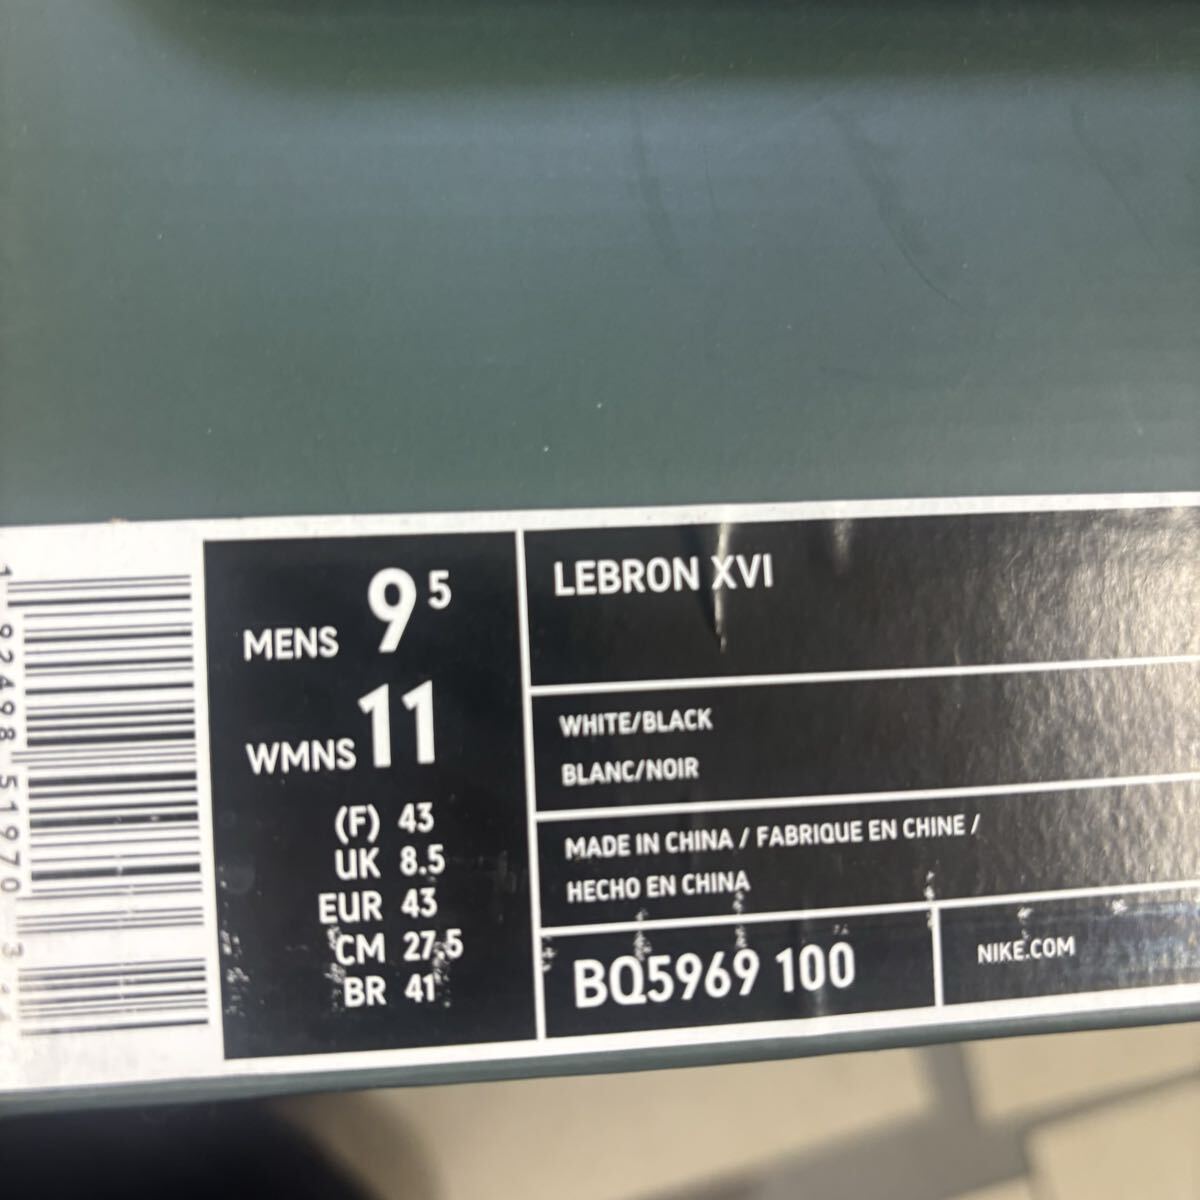 MENS 9 5
WMNS 11
(F) 43
UK 8.5
EUR 43
CM 27.5
BR 41
LEBRON XVI
WHITE/BLACK
BLANC/NOIR
MADE IN CHINA / FABRIQUE EN CHINE /
HECHO EN CHINA
BQ5969 100
NIKE.COM